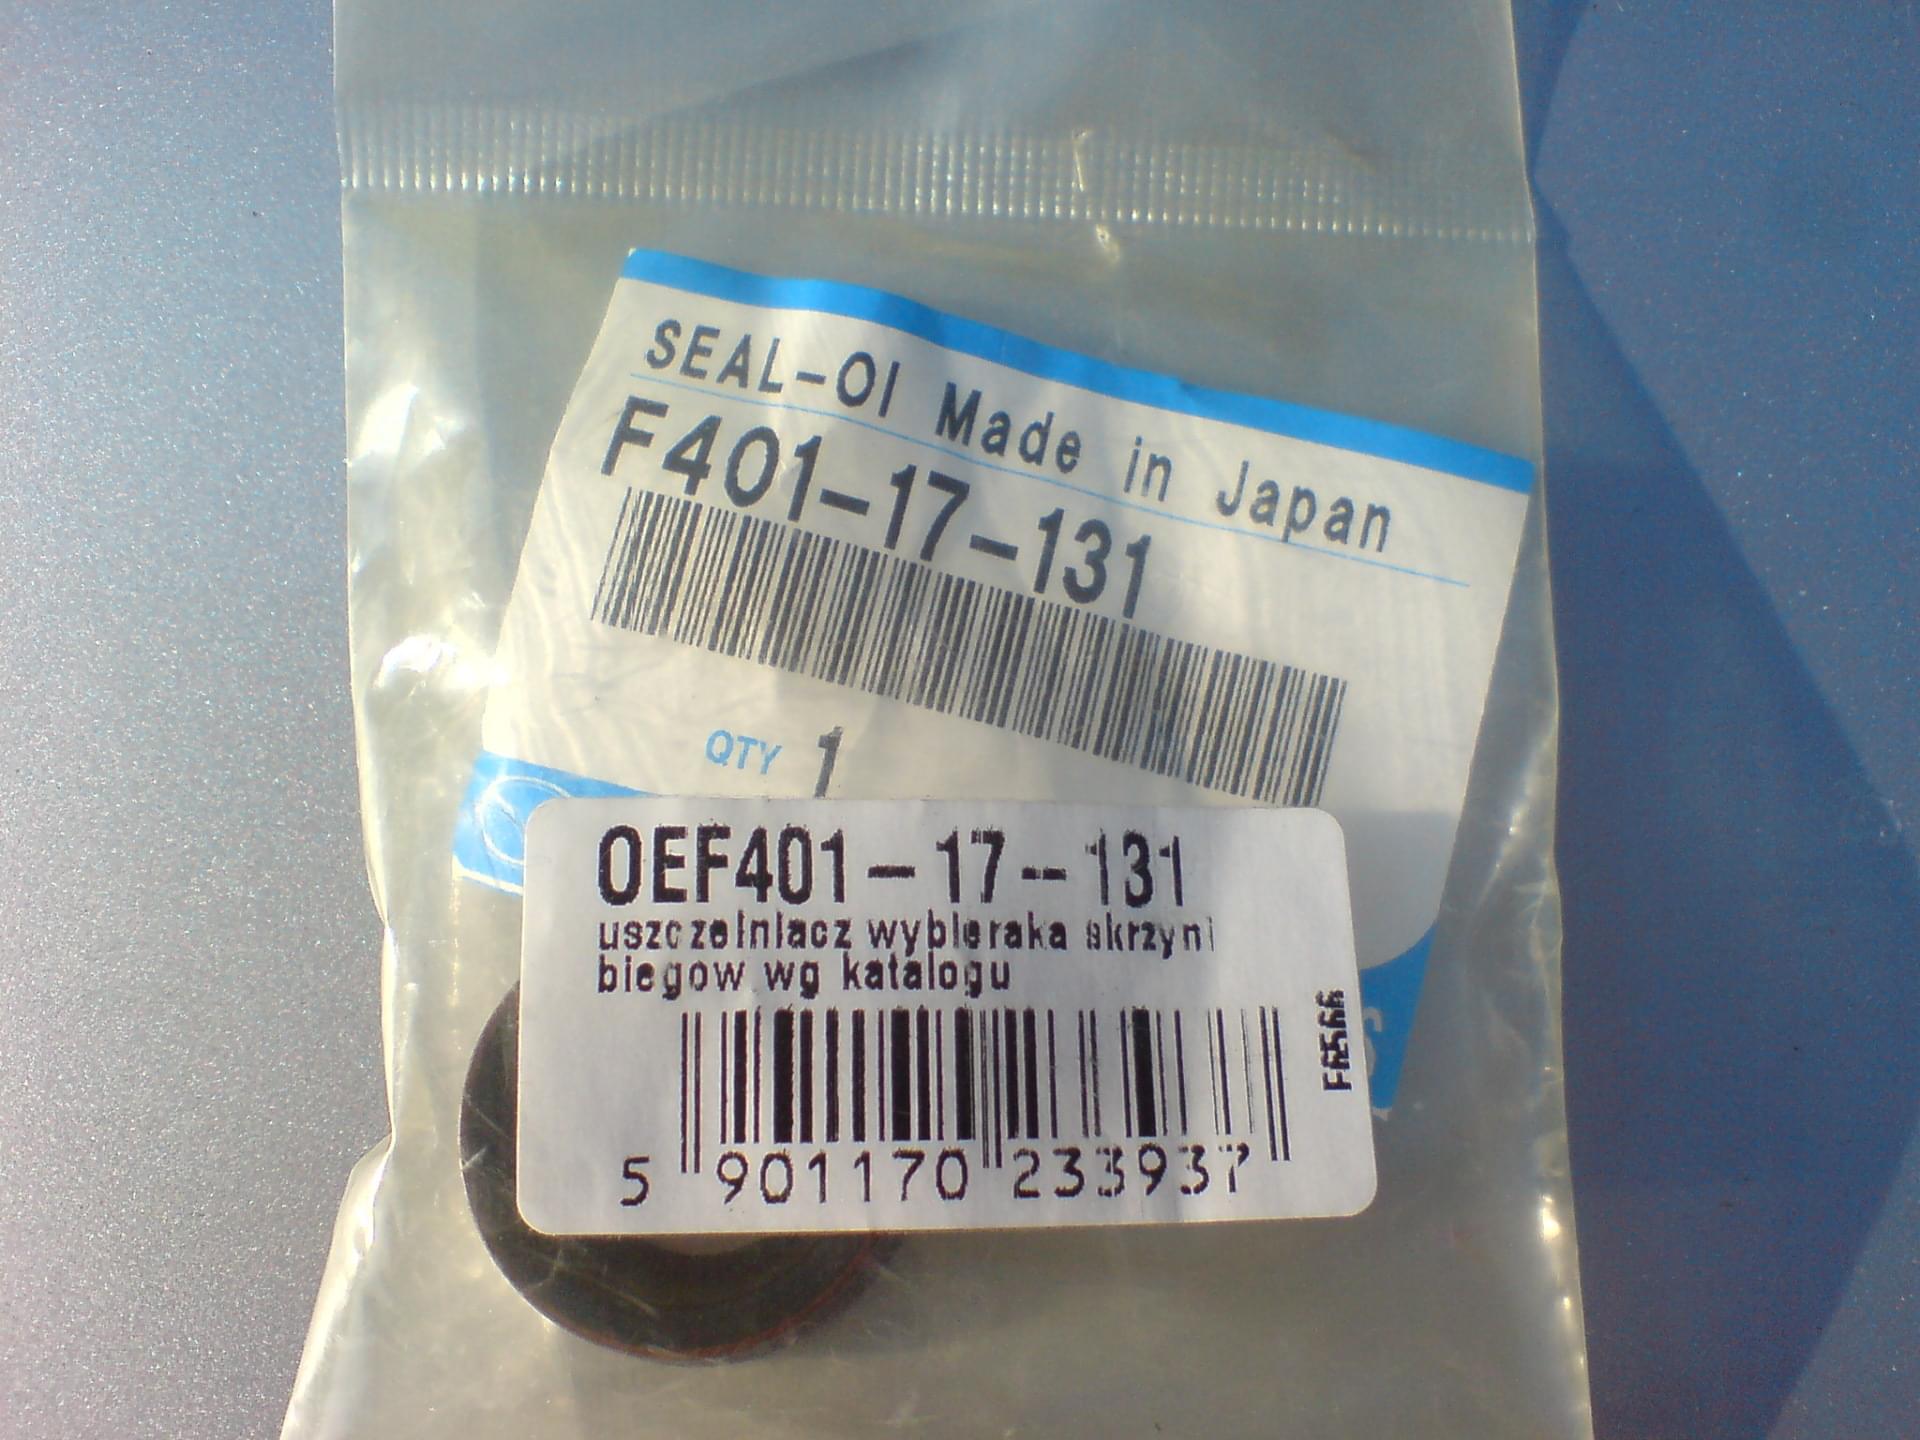 SEAL-OI Made in Japan
F401-17-131
QTY 1
OEF401-17-131
uszczelniacz wybieraka skrzyni
biegow wg katalogu
5 901170 233937